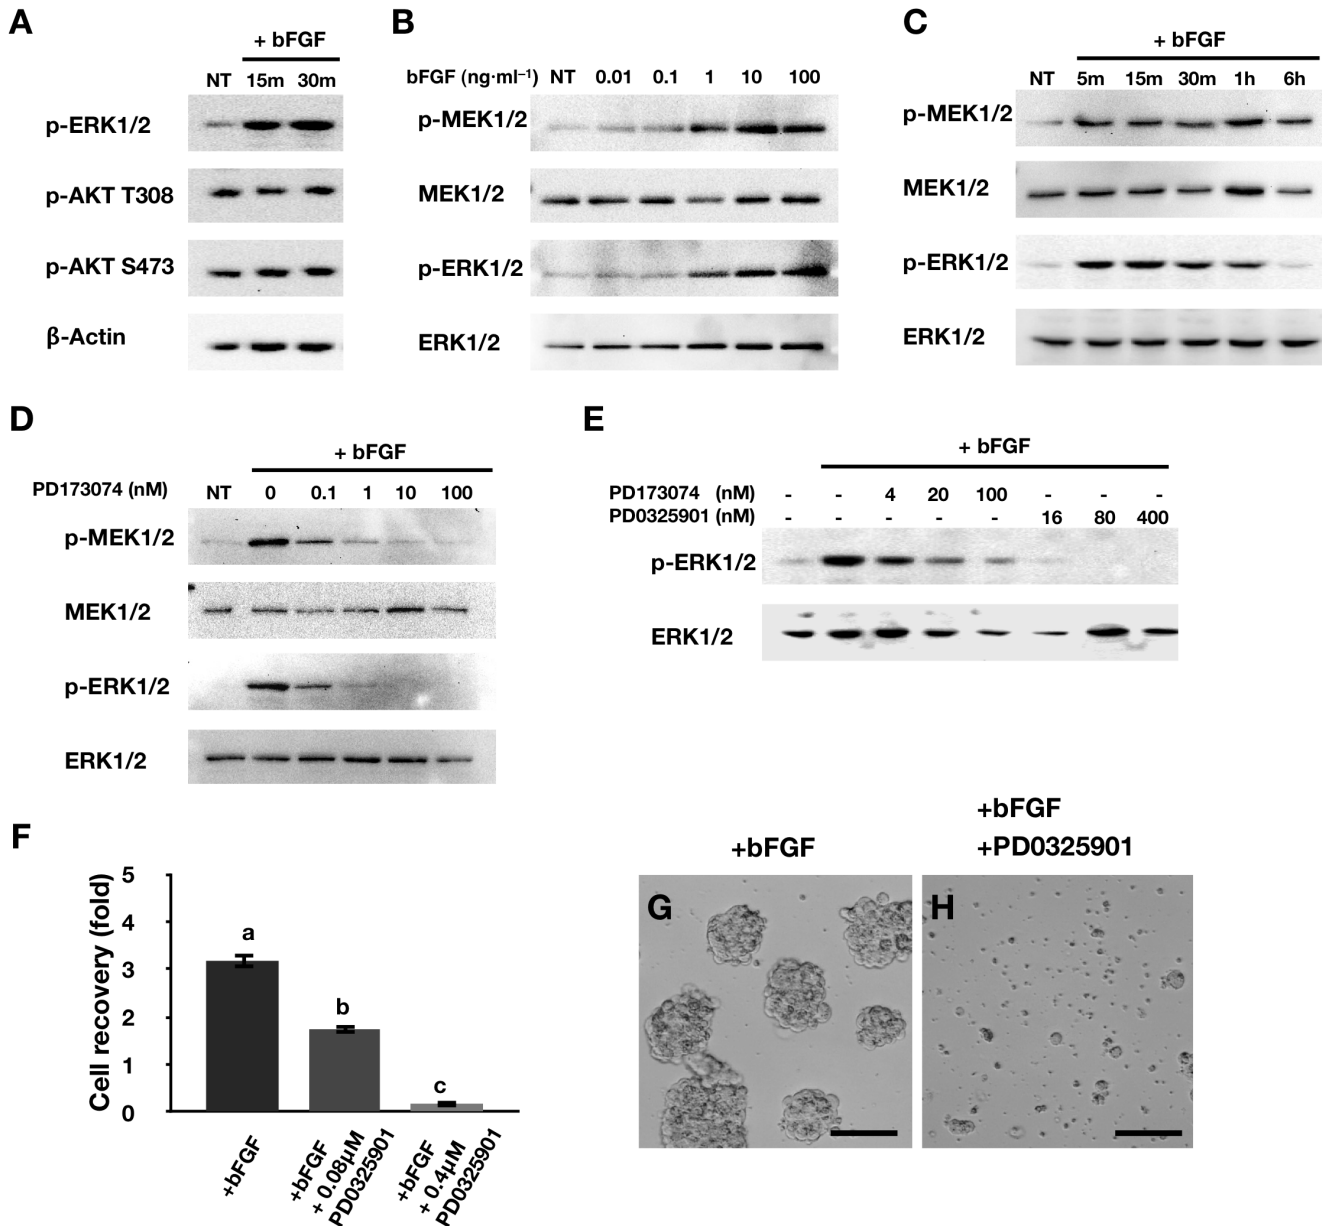 A
+ bFGF
NT 15m 30m
p-ERK1/2
p-AKT T308
p-AKT S473
β-Actin
B
bFGF (ng·ml⁻¹) NT 0.01 0.1 1 10 100
p-MEK1/2
MEK1/2
p-ERK1/2
ERK1/2
C
+ bFGF
NT 5m 15m 30m 1h 6h
p-MEK1/2
MEK1/2
p-ERK1/2
ERK1/2
D
+ bFGF
PD173074 (nM) NT 0 0.1 1 10 100
p-MEK1/2
MEK1/2
p-ERK1/2
ERK1/2
E
+ bFGF
PD173074 (nM) - - 4 20 100 - - -
PD0325901 (nM) - - - - - 16 80 400
p-ERK1/2
ERK1/2
F
Cell recovery (fold)
5
4
3
2
1
0
a
b
c
+bFGF
+bFGF
+ 0.08µM
PD0325901
+bFGF
+ 0.4µM
PD0325901
+bFGF
G
+bFGF
+PD0325901
H